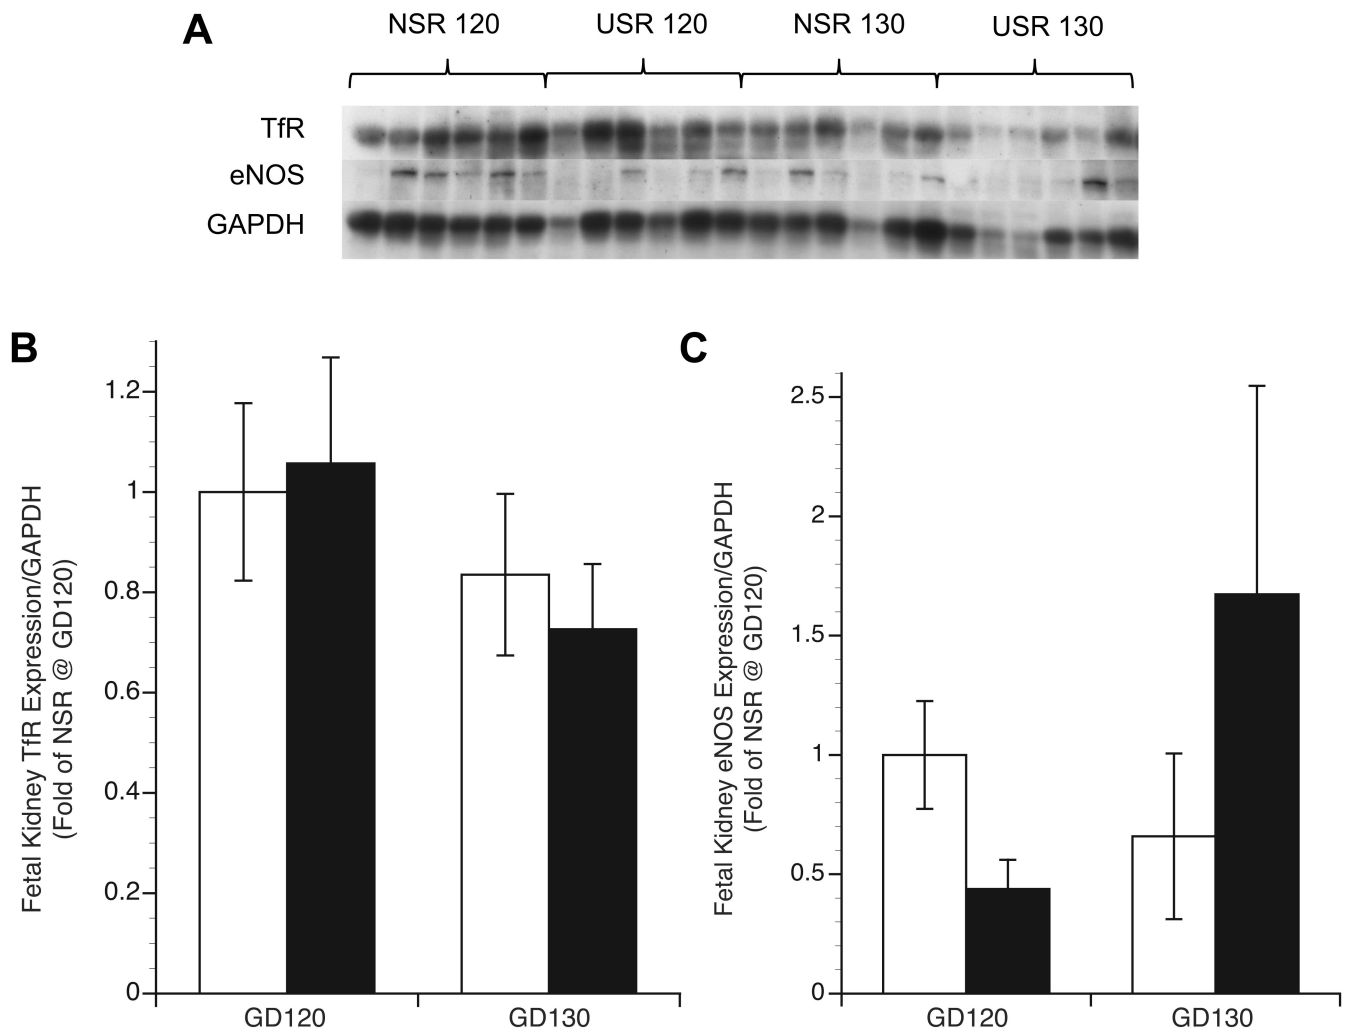 A
NSR 120
USR 120
NSR 130
USR 130
TfR
eNOS
GAPDH
B
Fetal Kidney TfR Expression/GAPDH
(Fold of NSR @ GD120)
1.2
1
0.8
0.6
0.4
0.2
0
GD120
GD130
C
Fetal Kidney eNOS Expression/GAPDH
(Fold of NSR @ GD120)
2.5
2
1.5
1
0.5
0
GD120
GD130